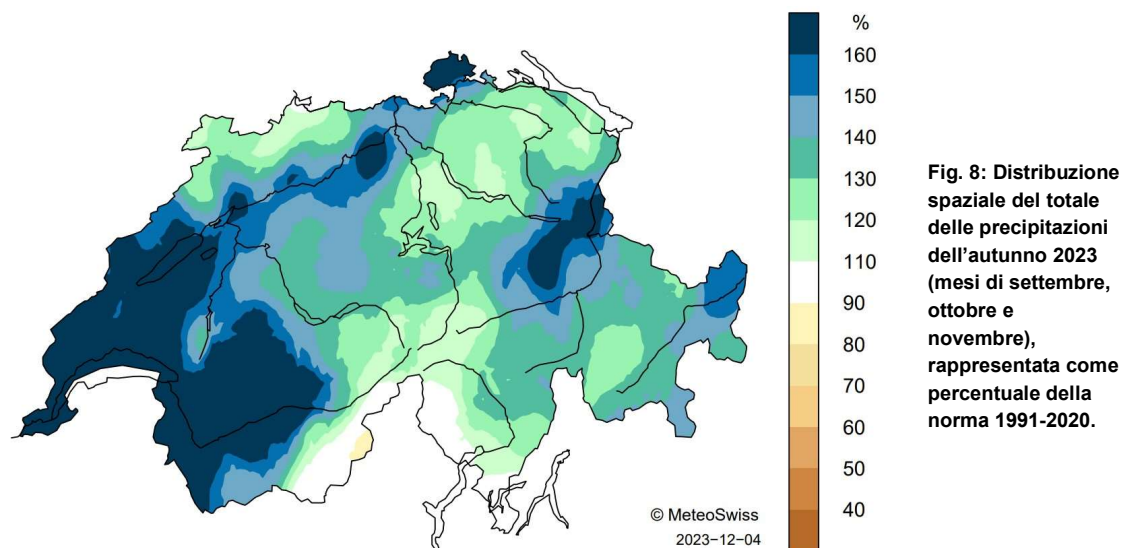 %
160
150
140
130
120
110
90
80
70
60
50
40
© MeteoSwiss
2023-12-04
Fig. 8: Distribuzione
spaziale del totale
delle precipitazioni
dell'autunno 2023
(mesi di settembre,
ottobre e
novembre),
rappresentata come
percentuale della
norma 1991-2020.